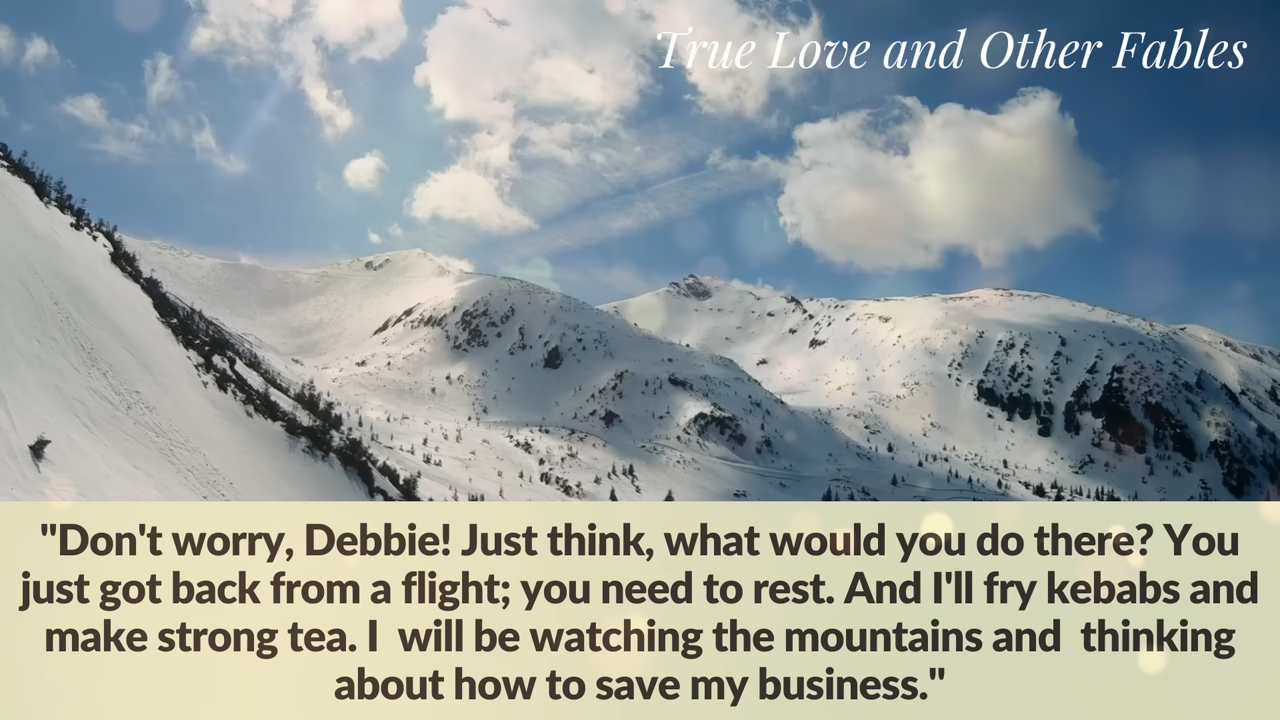 True Love and Other Fables
"Don't worry, Debbie! Just think, what would you do there? You
just got back from a flight; you need to rest. And I'll fry kebabs and
make strong tea. I  will be watching the mountains and  thinking
about how to save my business."